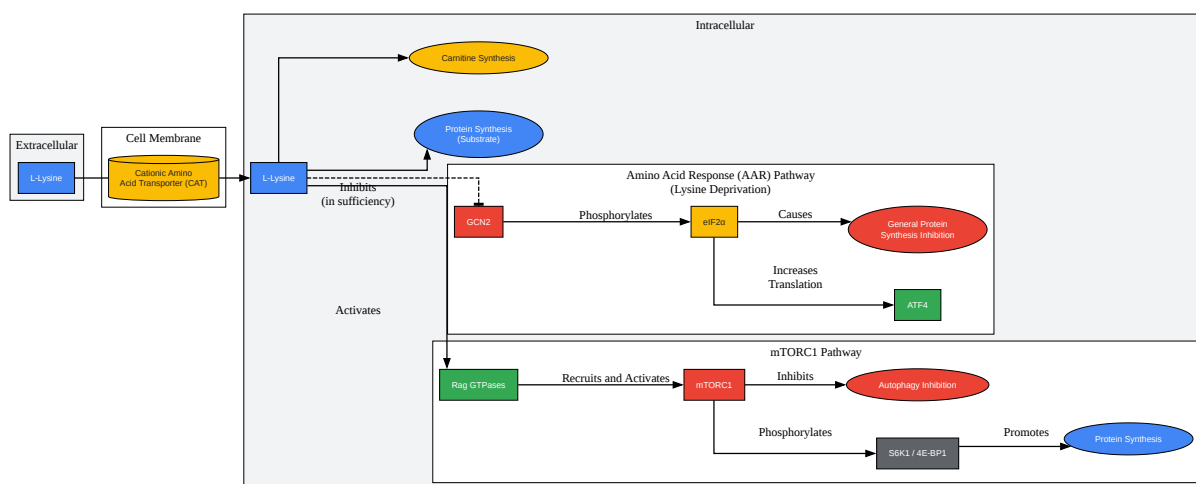 Intracellular
Carnitine Synthesis
Protein Synthesis
(Substrate)
Extracellular
L-Lysine
Cell Membrane
Cationic Amino
Acid Transporter (CAT)
L-Lysine
Inhibits
(in sufficiency)
Amino Acid Response (AAR) Pathway
(Lysine Deprivation)
GCN2
Phosphorylates
eIF2α
Causes
General Protein
Synthesis Inhibition
Increases
Translation
ATF4
Activates
mTORC1 Pathway
Rag GTPases
Recruits and Activates
mTORC1
Inhibits
Autophagy Inhibition
Phosphorylates
S6K1 / 4E-BP1
Promotes
Protein Synthesis